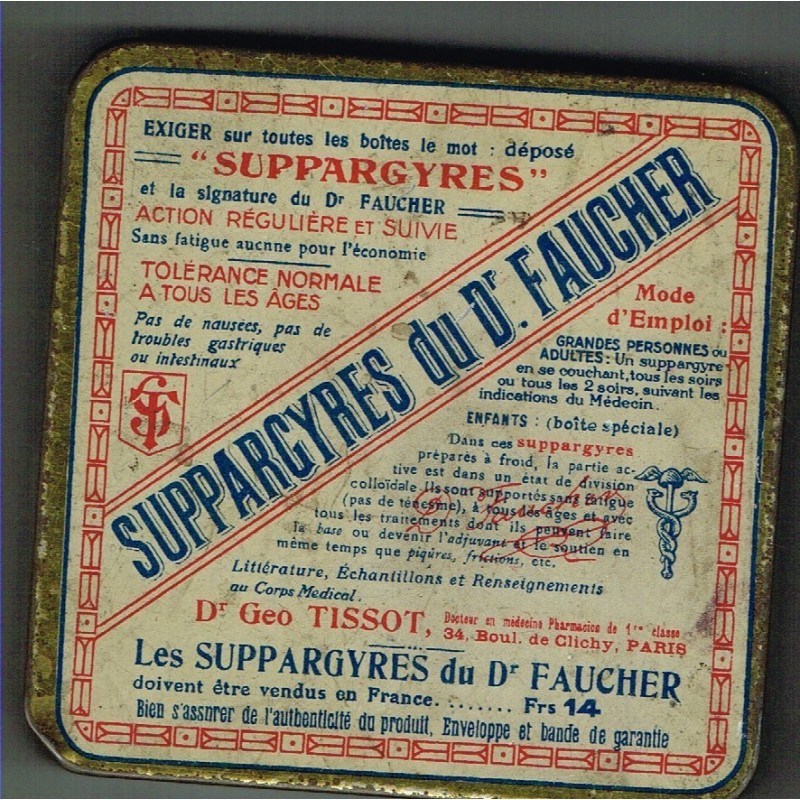 EXIGER sur toutes les boîtes le mot : déposé
"SUPPARGYRES"
et la signature du Dr FAUCHER
ACTION RÉGULIÈRE ET SUIVIE
Sans fatigue aucnne pour l'économie
TOLÉRANCE NORMALE
A TOUS LES ÂGES
Pas de nausées, pas de
troubles gastriques
ou intestinaux
SUPPARGYRES du Dr. FAUCHER
Mode
d'Emploi :
GRANDES PERSONNES ou
ADULTES : Un suppargyre
en se couchant, tous les soirs
ou tous les 2 soirs, suivant les
indications du Médecin.
ENFANTS : (boîte spéciale)
Dans ces suppargyres
préparés à froid, la partie ac-
tive est dans un état de division
colloïdale Ils sont supportés sans fatigue
(pas de ténesme), à tous les âges et avec
tous les traitements dont ils peuvent faire
la base ou devenir l'adjuvant et le soutien en
même temps que piqûres, frictions, etc.
Littérature, Échantillons et Renseignements
au Corps Medical.
Dr Geo TISSOT, Docteur en médecine Pharmacien de 1re classe
34, Boul. de Clichy, PARIS
Les SUPPARGYRES du Dr FAUCHER
doivent être vendus en France. ....... Frs 14
Bien s'assnrer de l'authenticité du produit, Enveloppe et bande de garantie